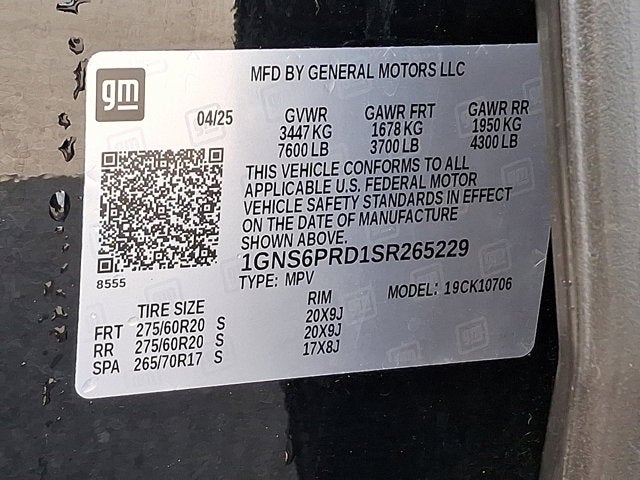 gm
MFD BY GENERAL MOTORS LLC
04/25 GVWR GAWR FRT GAWR RR
3447 KG 1678 KG 1950 KG
7600 LB 3700 LB 4300 LB
THIS VEHICLE CONFORMS TO ALL
APPLICABLE U.S. FEDERAL MOTOR
VEHICLE SAFETY STANDARDS IN EFFECT
ON THE DATE OF MANUFACTURE
SHOWN ABOVE.
1GNS6PRD1SR265229
8555
TYPE: MPV MODEL: 19CK10706
TIRE SIZE RIM
FRT 275/60R20 S 20X9J
RR 275/60R20 S 20X9J
SPA 265/70R17 S 17X8J